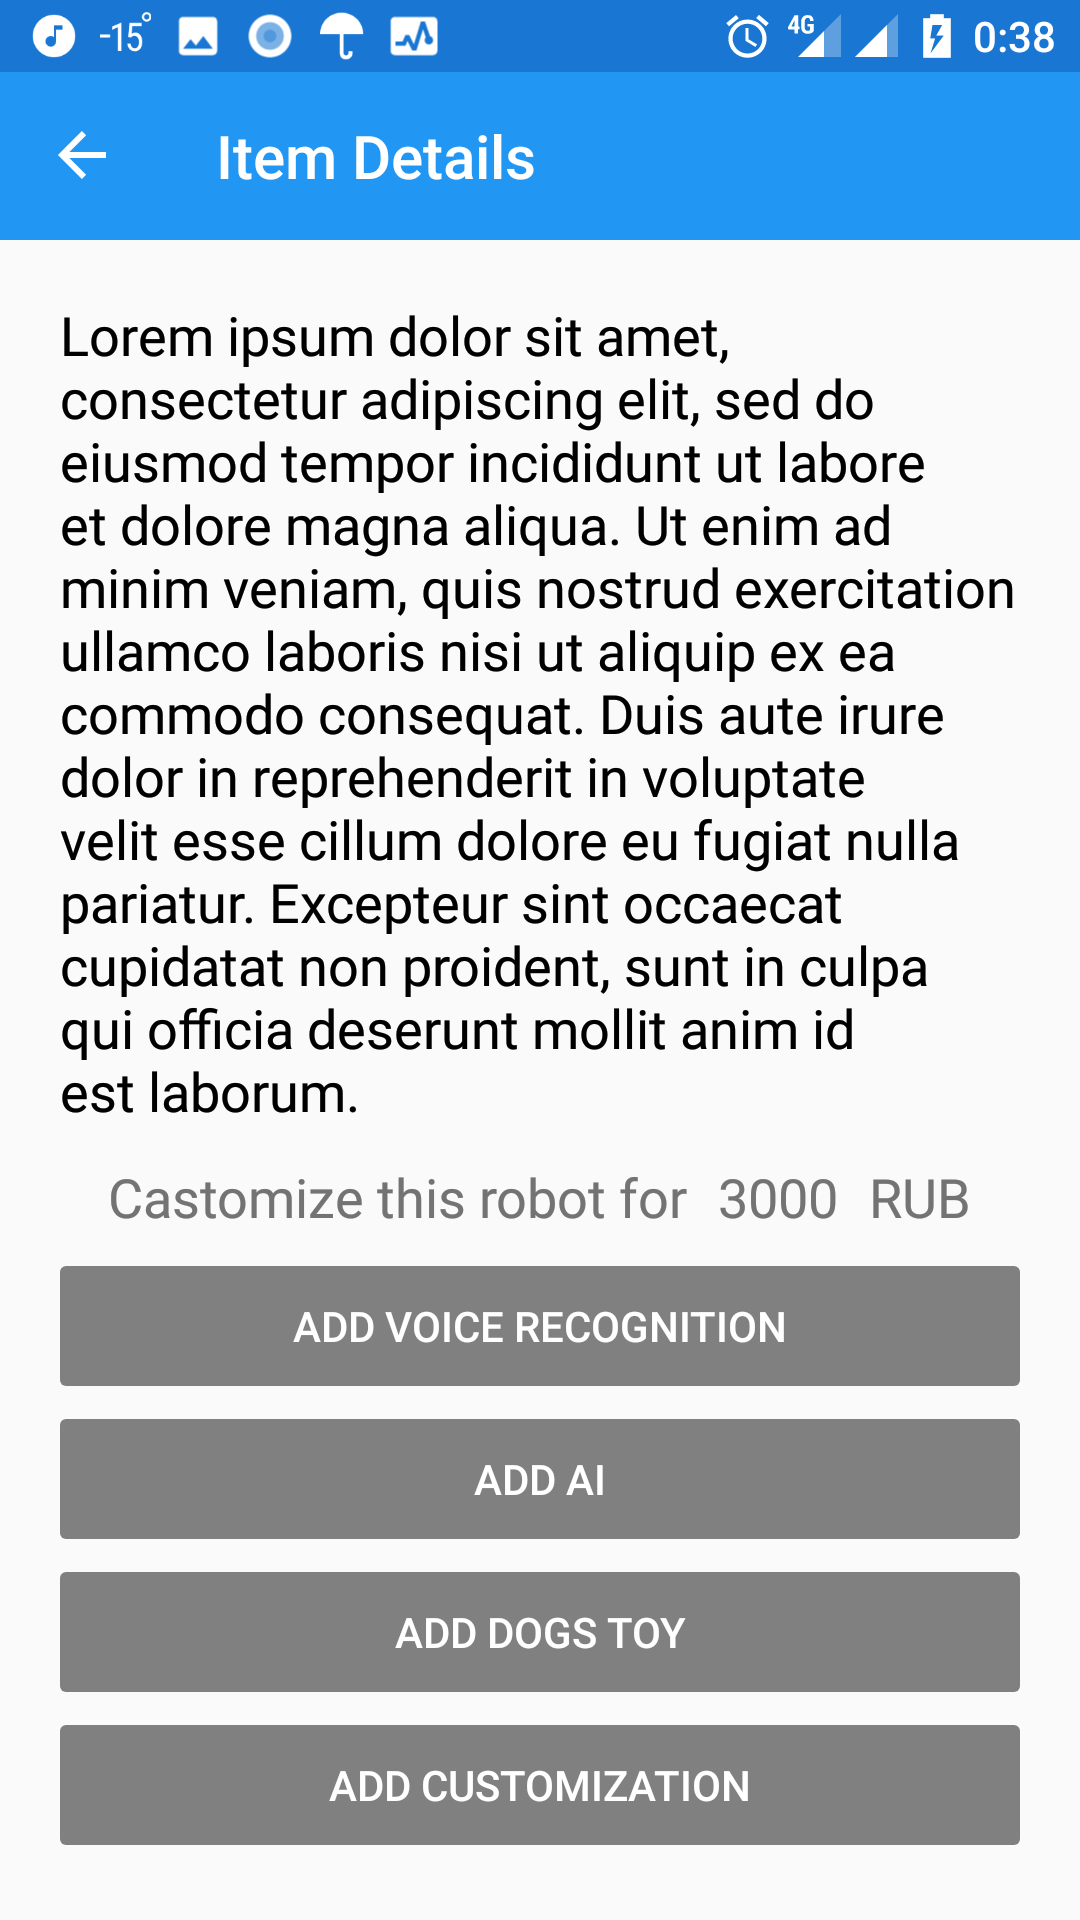 -15° 4G 0:38
Item Details
Lorem ipsum dolor sit amet,
consectetur adipiscing elit, sed do
eiusmod tempor incididunt ut labore
et dolore magna aliqua. Ut enim ad
minim veniam, quis nostrud exercitation
ullamco laboris nisi ut aliquip ex ea
commodo consequat. Duis aute irure
dolor in reprehenderit in voluptate
velit esse cillum dolore eu fugiat nulla
pariatur. Excepteur sint occaecat
cupidatat non proident, sunt in culpa
qui officia deserunt mollit anim id
est laborum.
Castomize this robot for 3000 RUB
ADD VOICE RECOGNITION
ADD AI
ADD DOGS TOY
ADD CUSTOMIZATION